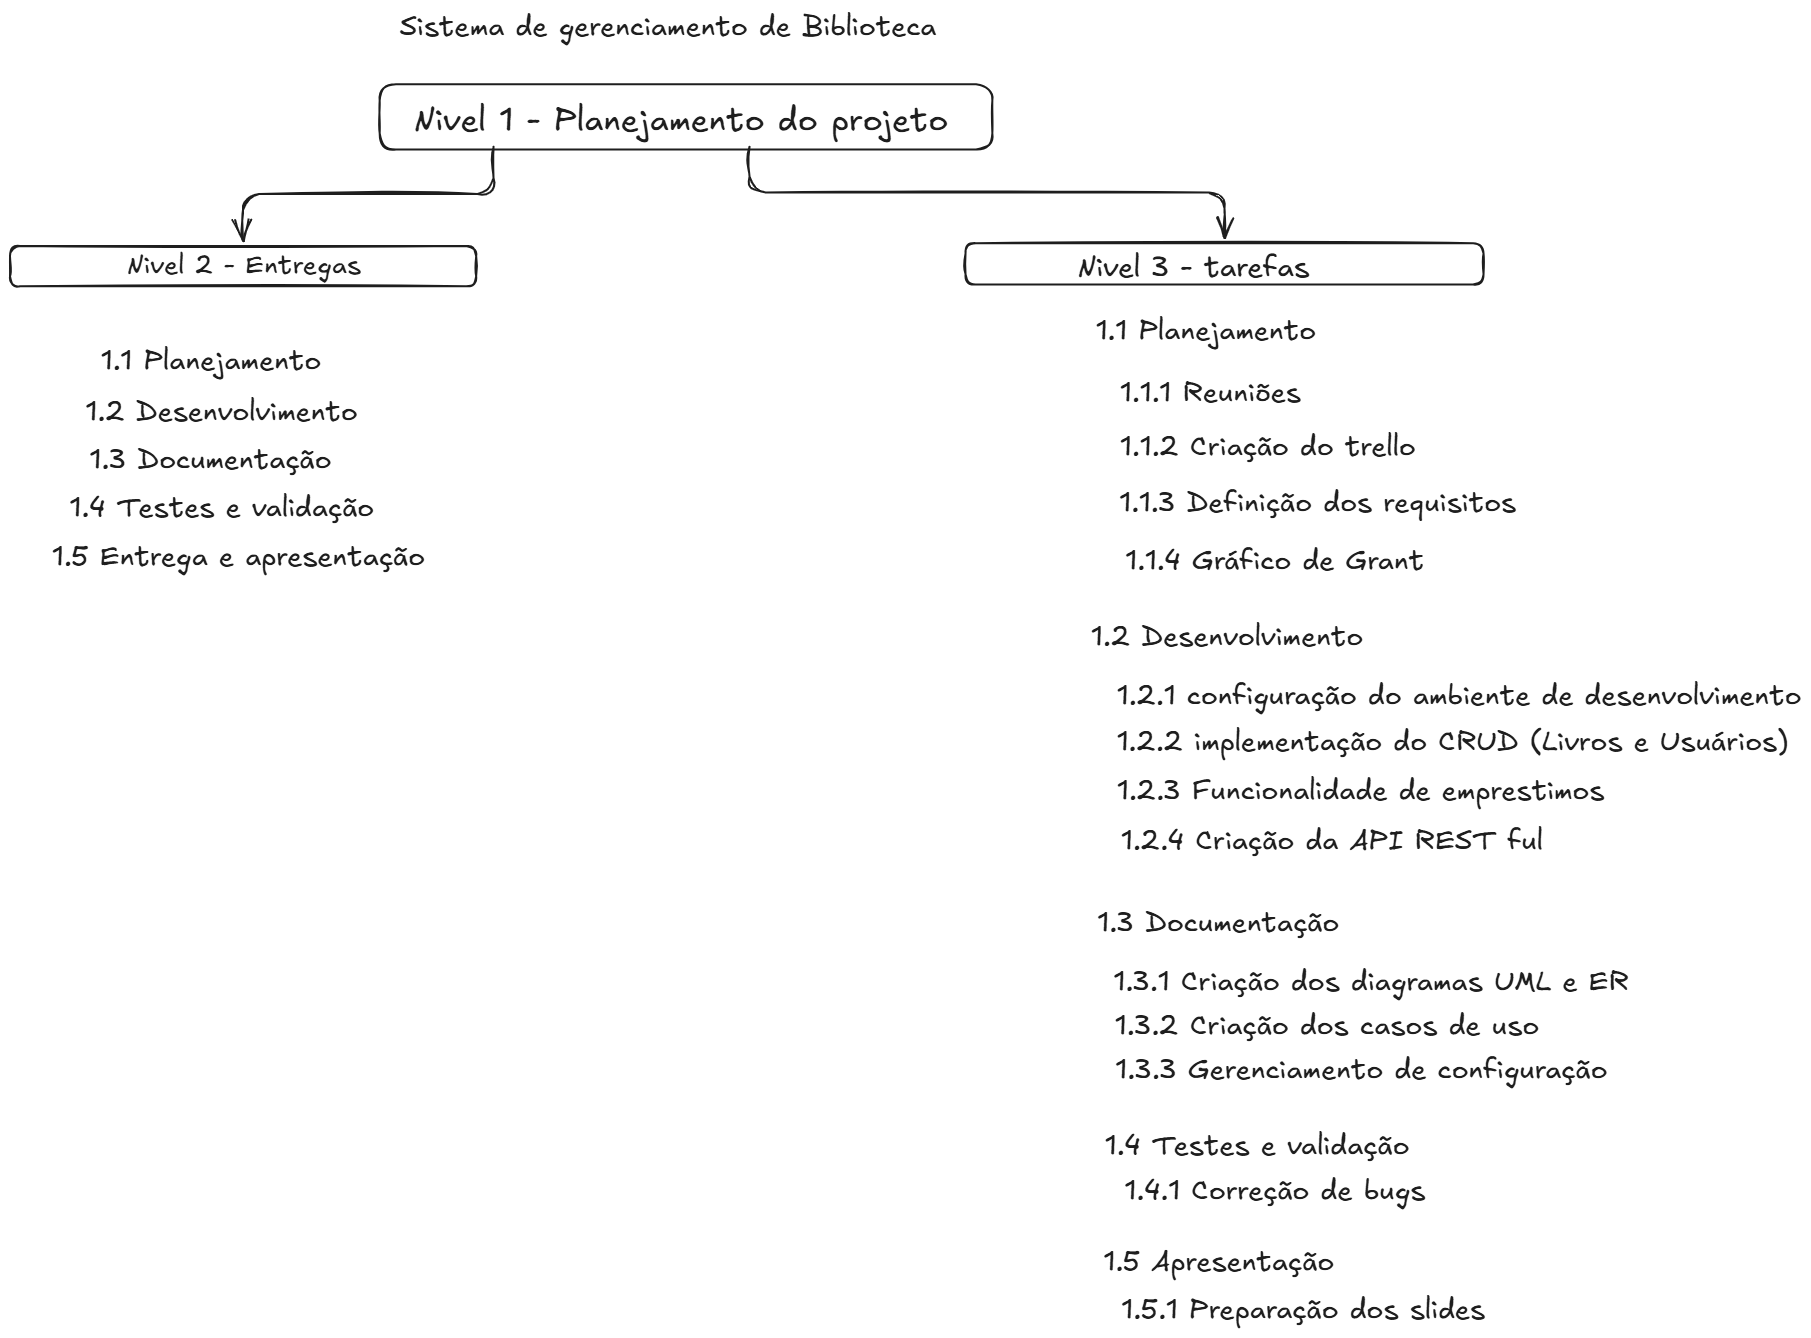 Sistema de gerenciamento de Biblioteca
Nivel 1 - Planejamento do projeto
Nivel 2 - Entregas
1.1 Planejamento
1.2 Desenvolvimento
1.3 Documentação
1.4 Testes e validação
1.5 Entrega e apresentação
Nivel 3 - tarefas
1.1 Planejamento
1.1.1 Reuniões
1.1.2 Criação do trello
1.1.3 Definição dos requisitos
1.1.4 Gráfico de Grant
1.2 Desenvolvimento
1.2.1 configuração do ambiente de desenvolvimento
1.2.2 implementação do CRUD (Livros e Usuários)
1.2.3 Funcionalidade de emprestimos
1.2.4 Criação da API REST ful
1.3 Documentação
1.3.1 Criação dos diagramas UML e ER
1.3.2 Criação dos casos de uso
1.3.3 Gerenciamento de configuração
1.4 Testes e validação
1.4.1 Correção de bugs
1.5 Apresentação
1.5.1 Preparação dos slides